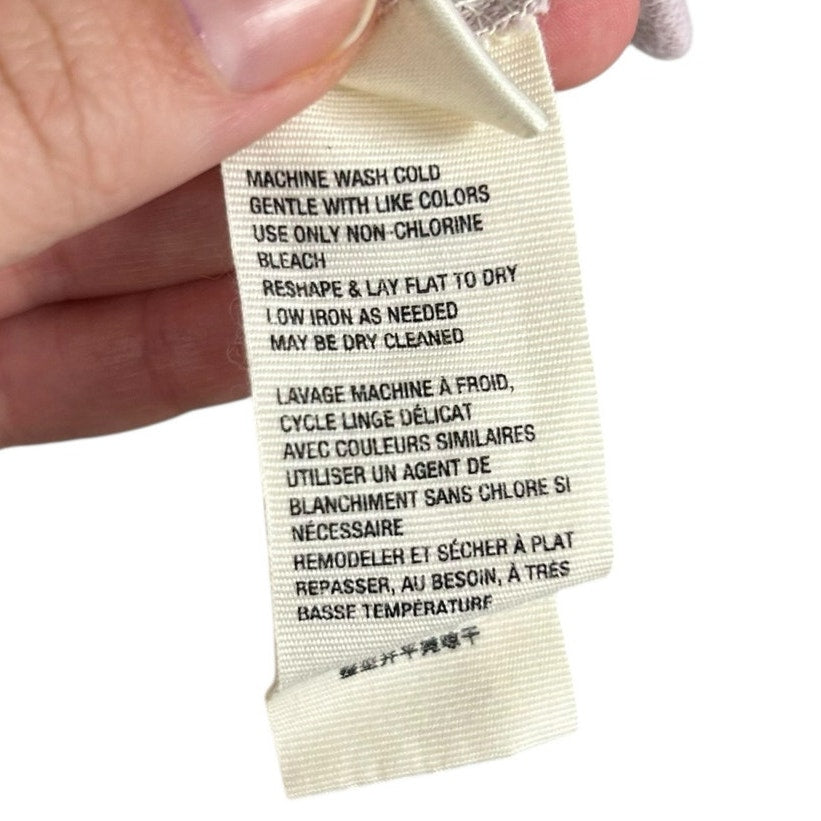 MACHINE WASH COLD
GENTLE WITH LIKE COLORS
USE ONLY NON-CHLORINE
BLEACH
RESHAPE & LAY FLAT TO DRY
LOW IRON AS NEEDED
MAY BE DRY CLEANED
LAVAGE MACHINE À FROID,
CYCLE LINGE DÉLICAT
AVEC COULEURS SIMILAIRES
UTILISER UN AGENT DE
BLANCHIMENT SANS CHLORE SI
NÉCESSAIRE
REMODELER ET SÉCHER À PLAT
REPASSER, AU BESOIN, À TRÈS
BASSE TEMPÉRATURE